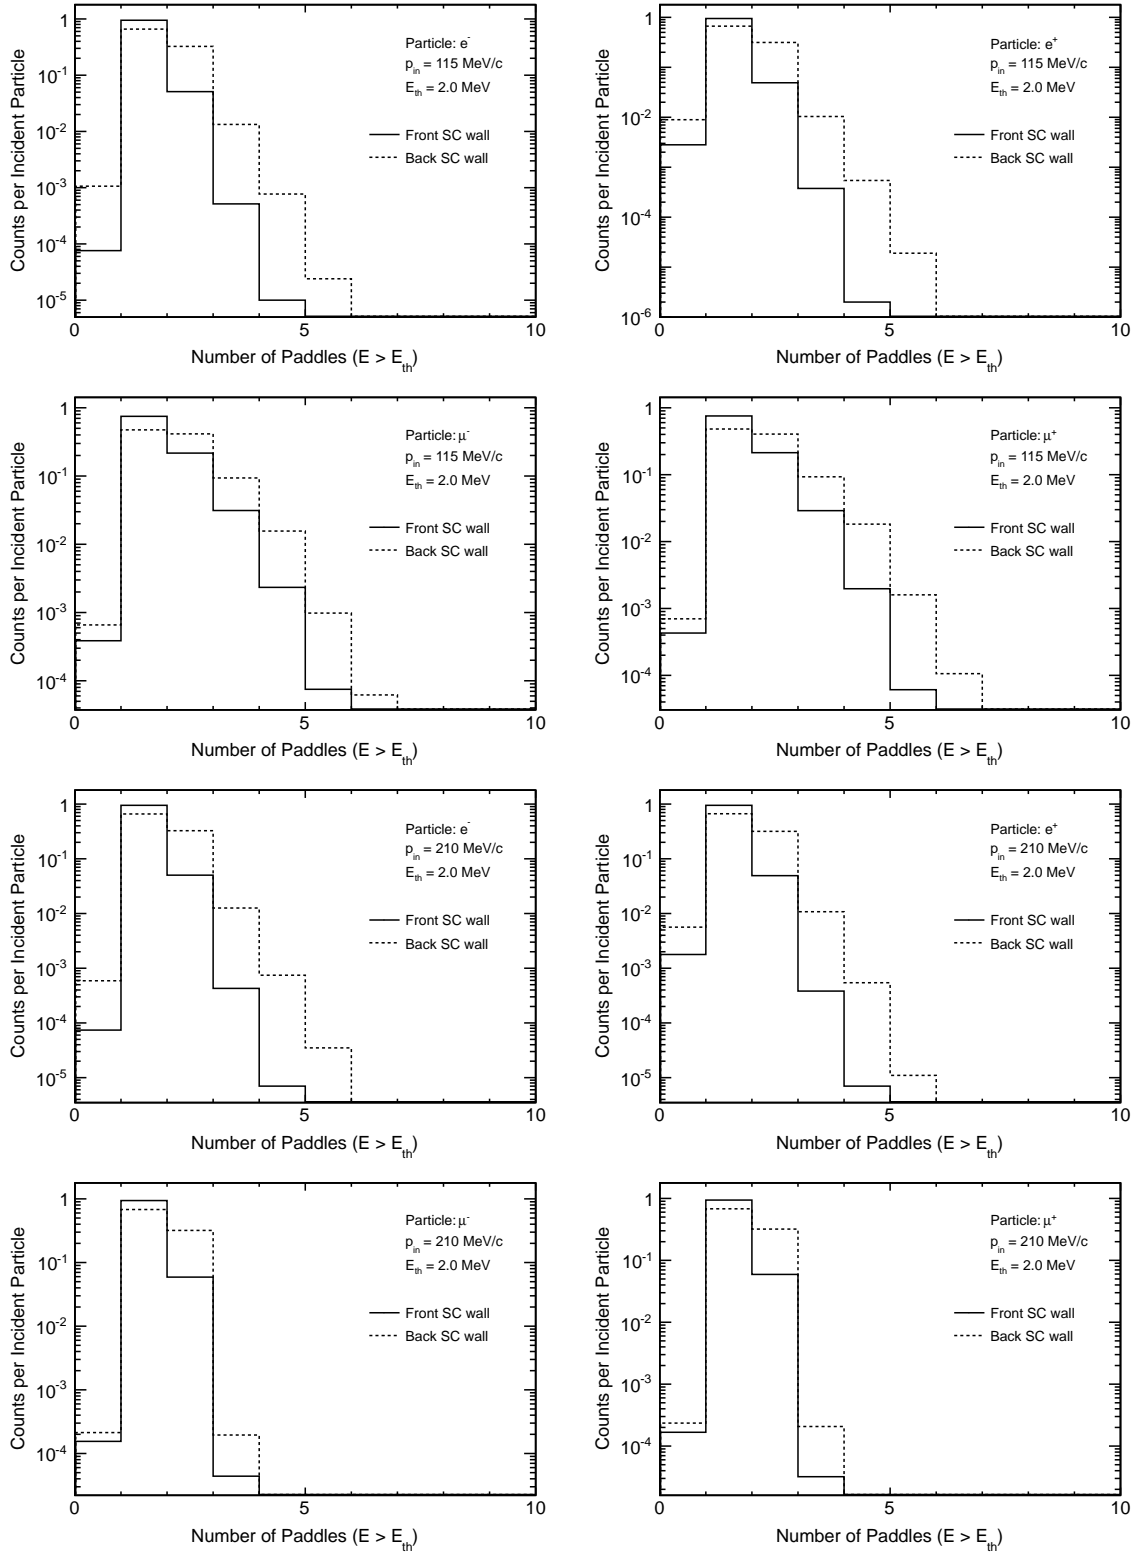 Counts per Incident Particle
1
10^-1
10^-2
10^-3
10^-4
10^-5
0 5 10
Number of Paddles (E > E_th)
Particle: e^-
p_in = 115 MeV/c
E_th = 2.0 MeV
Front SC wall
Back SC wall
Counts per Incident Particle
1
10^-2
10^-4
10^-6
0 5 10
Number of Paddles (E > E_th)
Particle: e^+
p_in = 115 MeV/c
E_th = 2.0 MeV
Front SC wall
Back SC wall
Counts per Incident Particle
1
10^-1
10^-2
10^-3
10^-4
0 5 10
Number of Paddles (E > E_th)
Particle: μ^-
p_in = 115 MeV/c
E_th = 2.0 MeV
Front SC wall
Back SC wall
Counts per Incident Particle
1
10^-1
10^-2
10^-3
10^-4
0 5 10
Number of Paddles (E > E_th)
Particle: μ^+
p_in = 115 MeV/c
E_th = 2.0 MeV
Front SC wall
Back SC wall
Counts per Incident Particle
1
10^-1
10^-2
10^-3
10^-4
10^-5
0 5 10
Number of Paddles (E > E_th)
Particle: e^-
p_in = 210 MeV/c
E_th = 2.0 MeV
Front SC wall
Back SC wall
Counts per Incident Particle
1
10^-1
10^-2
10^-3
10^-4
10^-5
0 5 10
Number of Paddles (E > E_th)
Particle: e^+
p_in = 210 MeV/c
E_th = 2.0 MeV
Front SC wall
Back SC wall
Counts per Incident Particle
1
10^-1
10^-2
10^-3
10^-4
0 5 10
Number of Paddles (E > E_th)
Particle: μ^-
p_in = 210 MeV/c
E_th = 2.0 MeV
Front SC wall
Back SC wall
Counts per Incident Particle
1
10^-1
10^-2
10^-3
10^-4
0 5 10
Number of Paddles (E > E_th)
Particle: μ^+
p_in = 210 MeV/c
E_th = 2.0 MeV
Front SC wall
Back SC wall